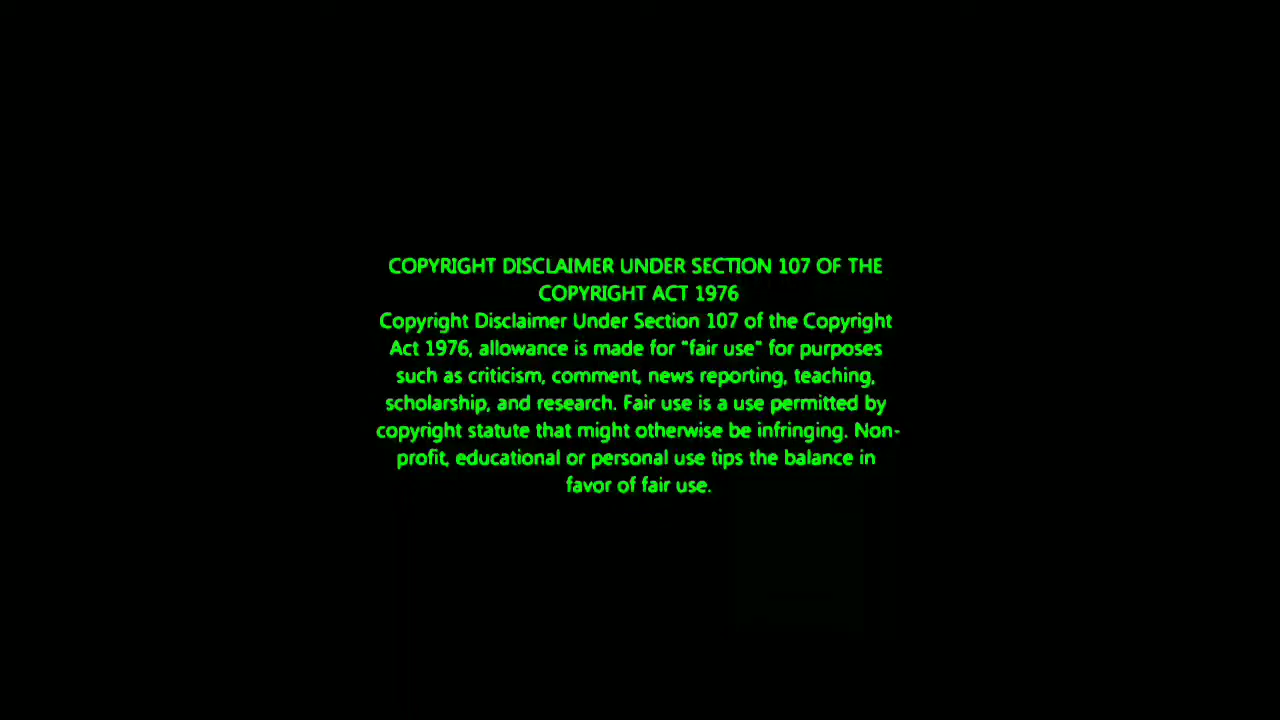 COPYRIGHT DISCLAIMER UNDER SECTION 107 OF THE
COPYRIGHT ACT 1976
Copyright Disclaimer Under Section 107 of the Copyright
Act 1976, allowance is made for "fair use" for purposes
such as criticism, comment, news reporting, teaching,
scholarship, and research. Fair use is a use permitted by
copyright statute that might otherwise be infringing. Non-
profit, educational or personal use tips the balance in
favor of fair use.